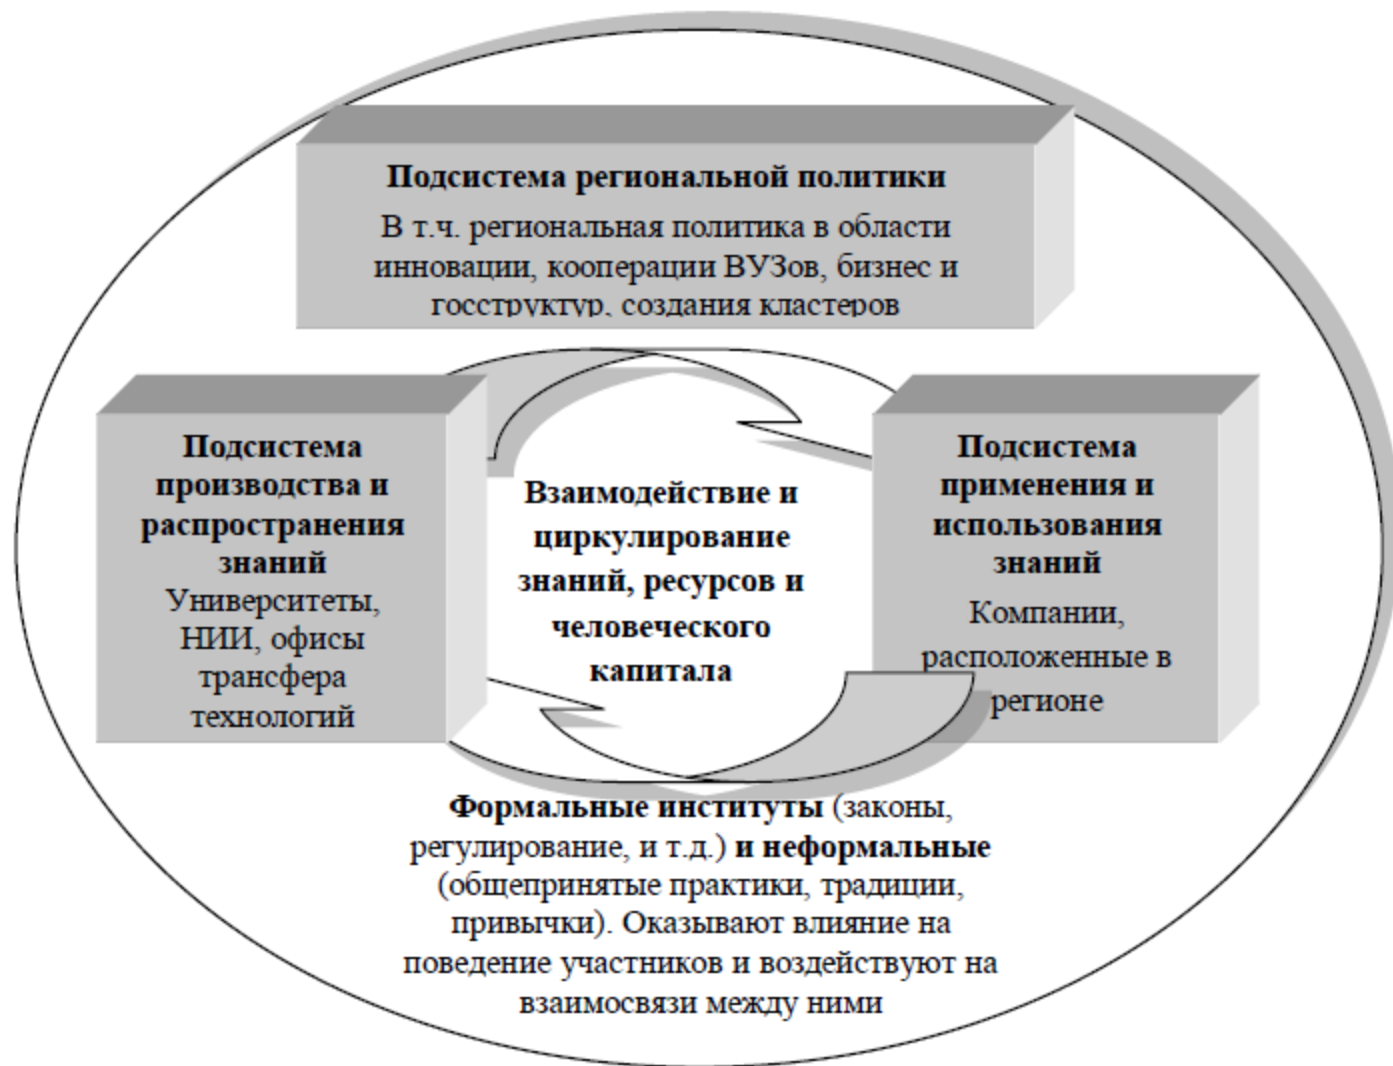 Подсистема региональной политики
В т.ч. региональная политика в области
инновации, кооперации ВУЗов, бизнес и
госструктур, создания кластеров
Подсистема
производства и
распространения
знаний
Университеты,
НИИ, офисы
трансфера
технологий
Взаимодействие и
циркулирование
знаний, ресурсов и
человеческого
капитала
Подсистема
применения и
использования
знаний
Компании,
расположенные в
регионе
Формальные институты (законы,
регулирование, и т.д.) и неформальные
(общепринятые практики, традиции,
привычки). Оказывают влияние на
поведение участников и воздействуют на
взаимосвязи между ними